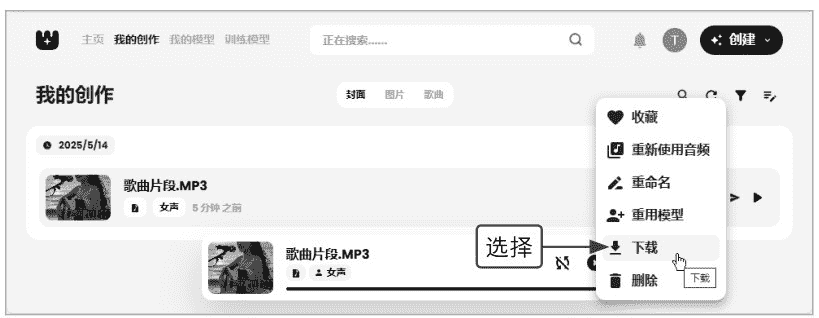 主页 我的创作 我的模型 训练模型 正在搜索...... T 创建
我的创作 封面 图片 歌曲
2025/5/14
歌曲片段.MP3
女声 5 分钟之前
歌曲片段.MP3
女声
收藏
重新使用音频
重命名
重用模型
选择 下载
下载
删除